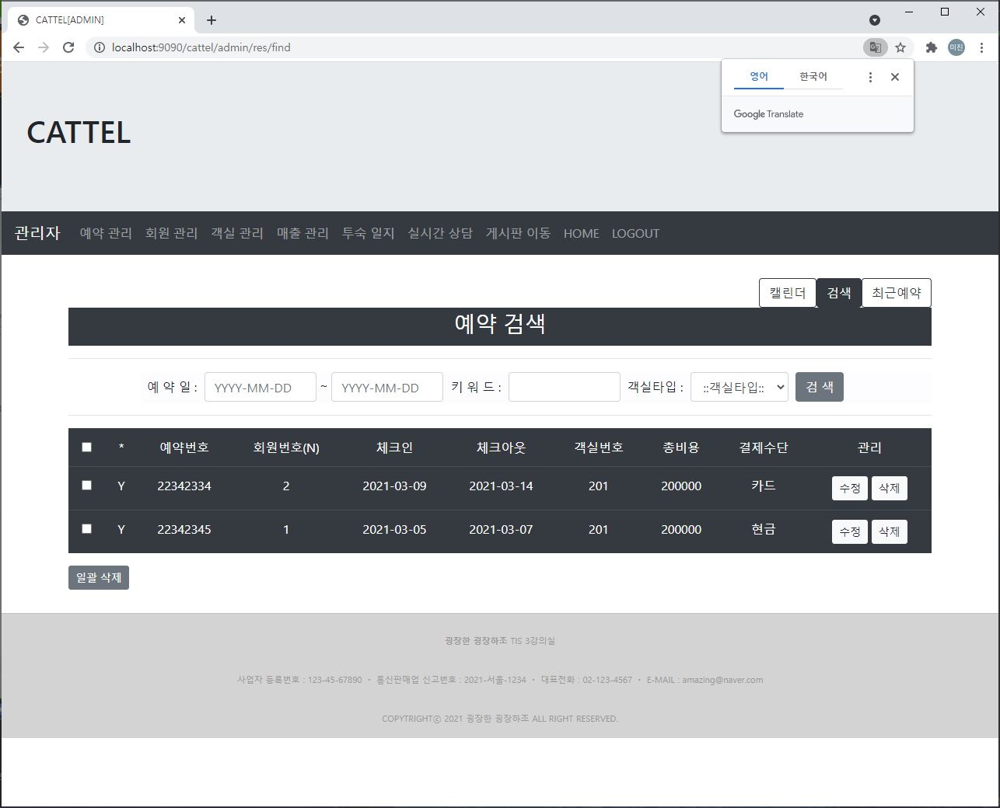 CATTEL[ADMIN]
localhost:9090/cattel/admin/res/find
미진
영어 한국어
Google Translate
CATTEL
관리자 예약 관리 회원 관리 객실 관리 매출 관리 투숙 일지 실시간 상담 게시판 이동 HOME LOGOUT
캘린더 검색 최근예약
예약 검색
예 약 일 : YYYY-MM-DD ~ YYYY-MM-DD 키 워 드 : 객실타입 : ::객실타입:: 검 색
* 예약번호 회원번호(N) 체크인 체크아웃 객실번호 총비용 결제수단 관리
Y 22342334 2 2021-03-09 2021-03-14 201 200000 카드 수정 삭제
Y 22342345 1 2021-03-05 2021-03-07 201 200000 현금 수정 삭제
일괄 삭제
굉장한 굉장하조 TIS 3강의실
사업자 등록번호 : 123-45-67890 · 통신판매업 신고번호 : 2021-서울-1234 · 대표전화 : 02-123-4567 · E-MAIL : amazing@naver.com
COPYTRIGHTⓒ 2021 굉장한 굉장하조 ALL RIGHT RESERVED.